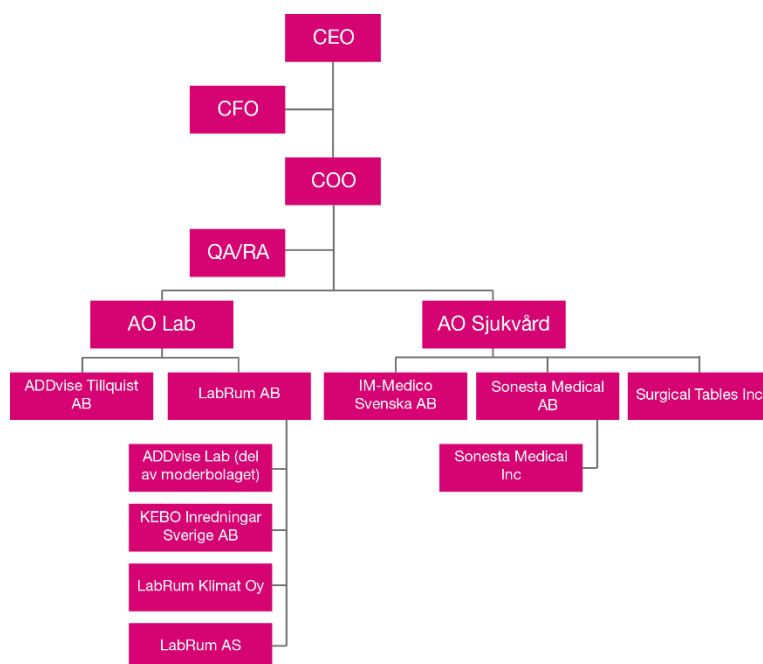 CEO
CFO
COO
QA/RA
AO Lab
AO Sjukvård
ADDvise Tillquist
AB
LabRum AB
IM-Medico
Svenska AB
Sonesta Medical
AB
Surgical Tables Inc
ADDvise Lab (del
av moderbolaget)
Sonesta Medical
Inc
KEBO Inredningar
Sverige AB
LabRum Klimat Oy
LabRum AS